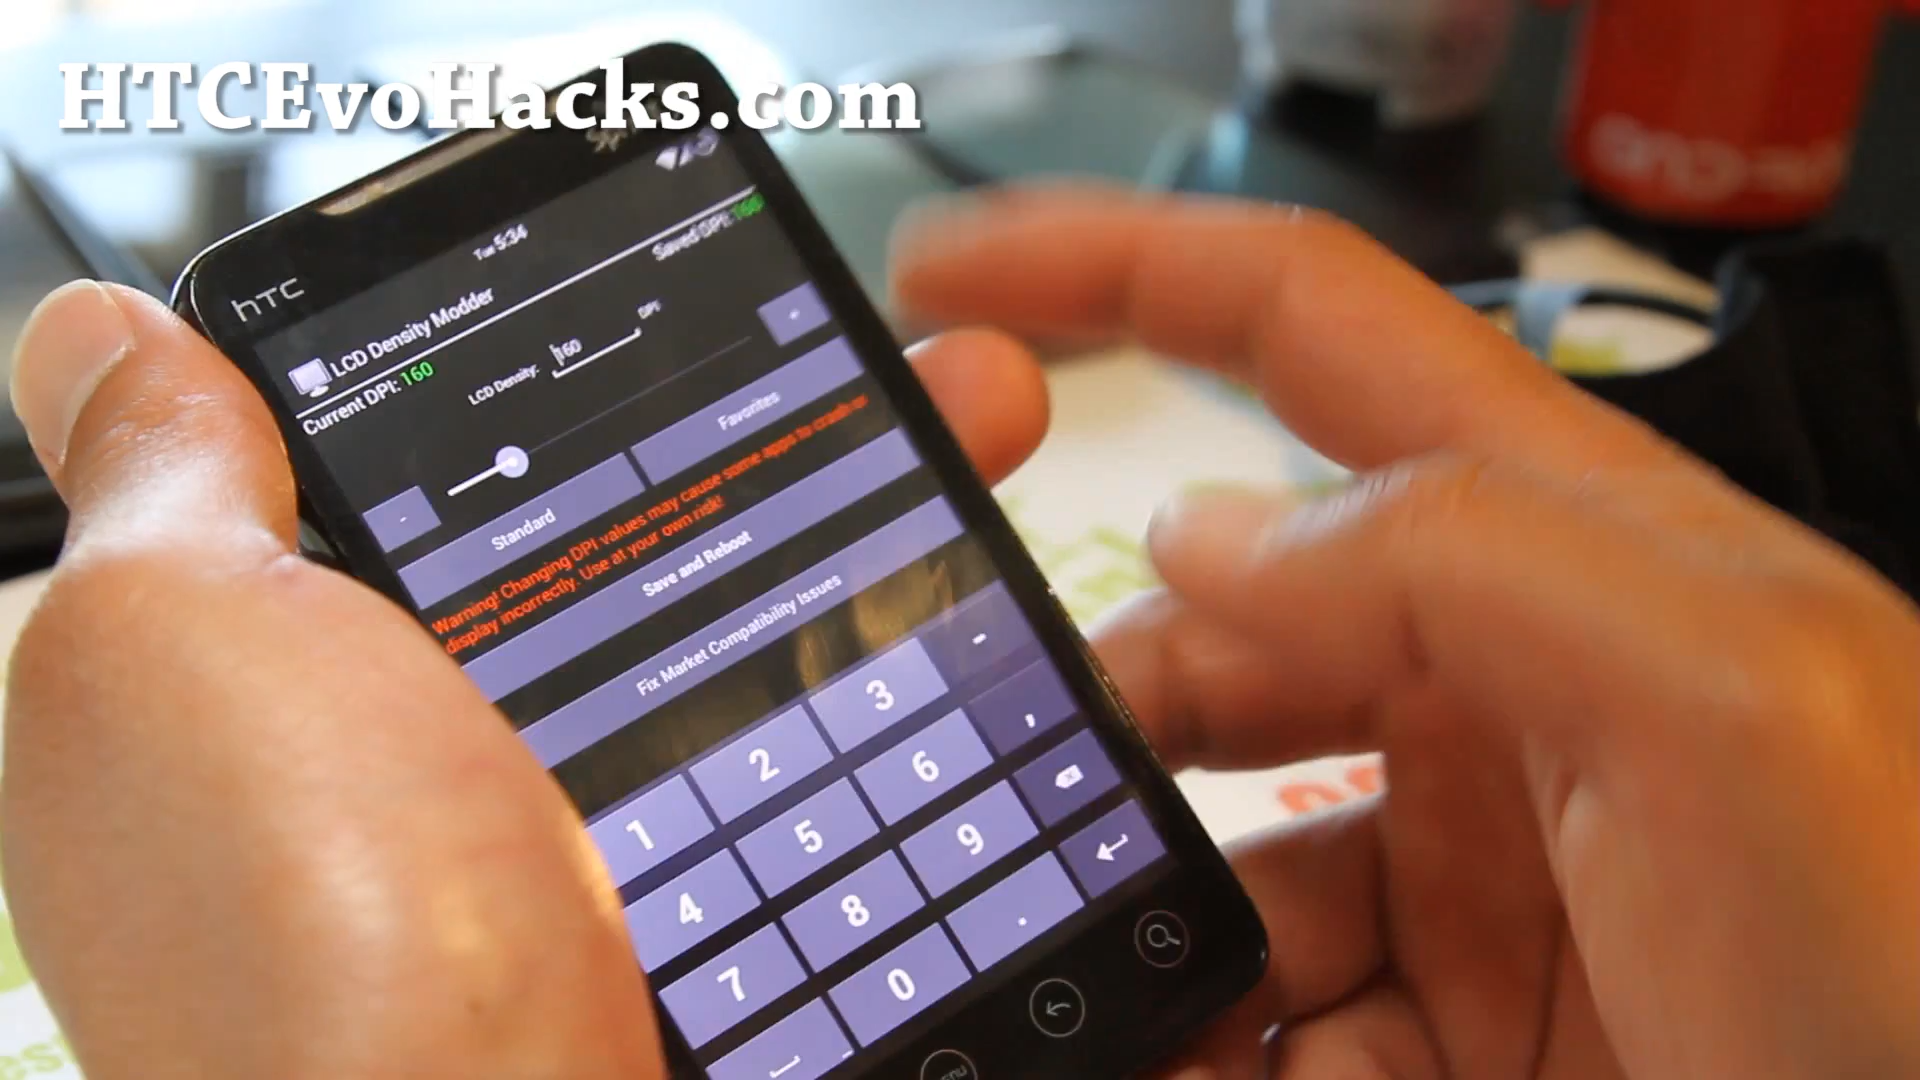 HTCEvoHacks.com
hTC
Tue 5:34
LCD Density Modder
Current DPI: 160
Saved DPI: 160
LCD Density: 160 DPI
+
-
Standard
Favorites
Warning! Changing DPI values may cause some apps to crash or
display incorrectly. Use at your own risk!
Save and Reboot
Fix Market Compatibility Issues
1 2 3 -
4 5 6 ,
7 8 9
0 .